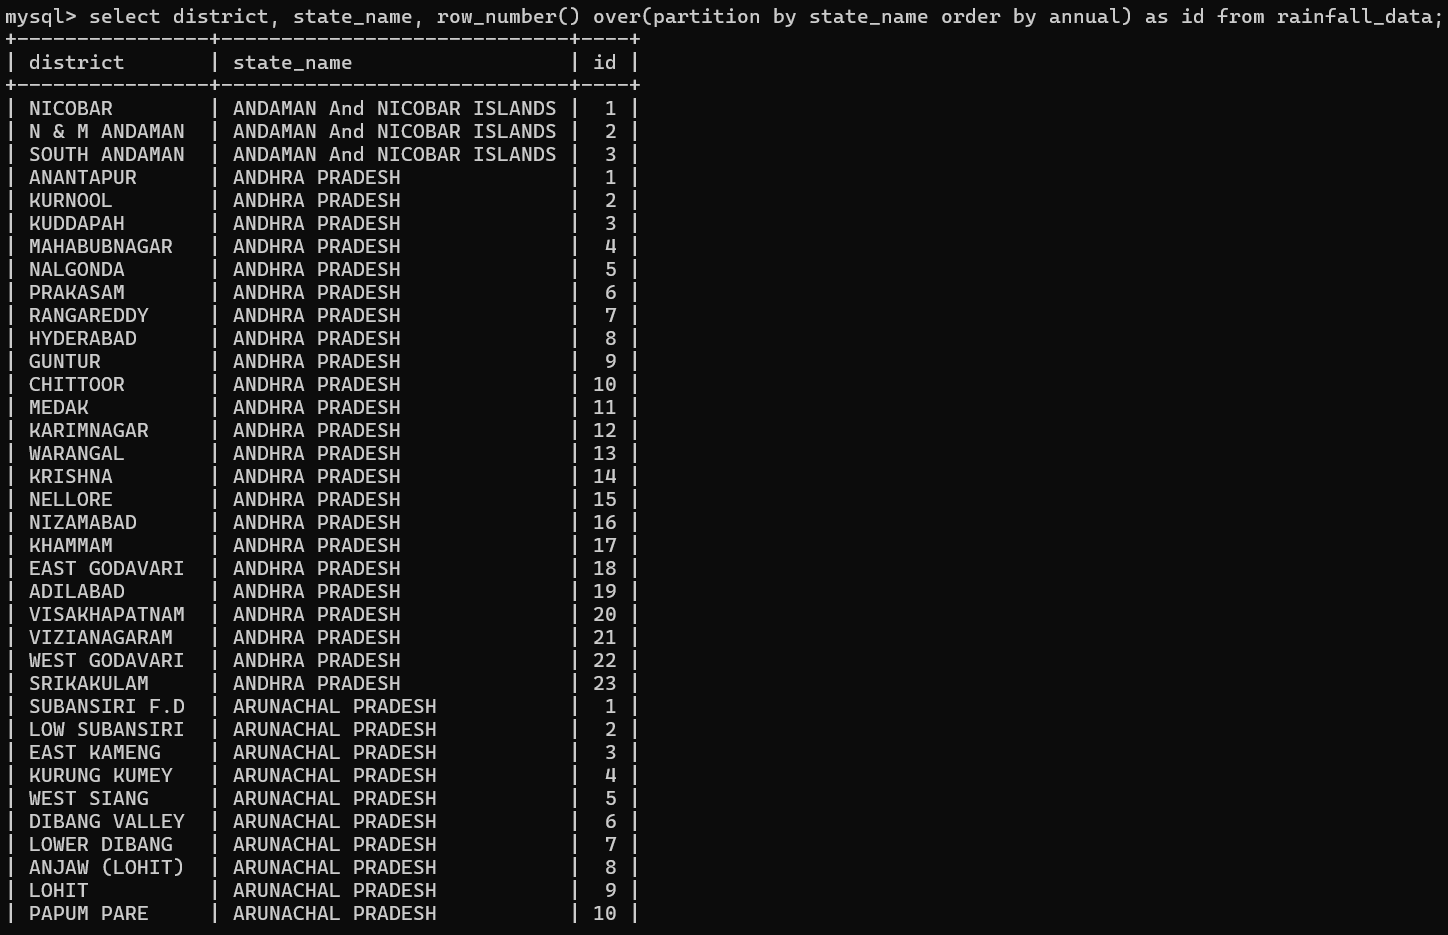 mysql> select district, state_name, row_number() over(partition by state_name order by annual) as id from rainfall_data;
+----------------+-----------------------------+----+
| district       | state_name                  | id |
+----------------+-----------------------------+----+
| NICOBAR        | ANDAMAN And NICOBAR ISLANDS |  1 |
| N & M ANDAMAN  | ANDAMAN And NICOBAR ISLANDS |  2 |
| SOUTH ANDAMAN  | ANDAMAN And NICOBAR ISLANDS |  3 |
| ANANTAPUR      | ANDHRA PRADESH              |  1 |
| KURNOOL        | ANDHRA PRADESH              |  2 |
| KUDDAPAH       | ANDHRA PRADESH              |  3 |
| MAHABUBNAGAR   | ANDHRA PRADESH              |  4 |
| NALGONDA       | ANDHRA PRADESH              |  5 |
| PRAKASAM       | ANDHRA PRADESH              |  6 |
| RANGAREDDY     | ANDHRA PRADESH              |  7 |
| HYDERABAD      | ANDHRA PRADESH              |  8 |
| GUNTUR         | ANDHRA PRADESH              |  9 |
| CHITTOOR       | ANDHRA PRADESH              | 10 |
| MEDAK          | ANDHRA PRADESH              | 11 |
| KARIMNAGAR     | ANDHRA PRADESH              | 12 |
| WARANGAL       | ANDHRA PRADESH              | 13 |
| KRISHNA        | ANDHRA PRADESH              | 14 |
| NELLORE        | ANDHRA PRADESH              | 15 |
| NIZAMABAD      | ANDHRA PRADESH              | 16 |
| KHAMMAM        | ANDHRA PRADESH              | 17 |
| EAST GODAVARI  | ANDHRA PRADESH              | 18 |
| ADILABAD       | ANDHRA PRADESH              | 19 |
| VISAKHAPATNAM  | ANDHRA PRADESH              | 20 |
| VIZIANAGARAM   | ANDHRA PRADESH              | 21 |
| WEST GODAVARI  | ANDHRA PRADESH              | 22 |
| SRIKAKULAM     | ANDHRA PRADESH              | 23 |
| SUBANSIRI F.D  | ARUNACHAL PRADESH           |  1 |
| LOW SUBANSIRI  | ARUNACHAL PRADESH           |  2 |
| EAST KAMENG    | ARUNACHAL PRADESH           |  3 |
| KURUNG KUMEY   | ARUNACHAL PRADESH           |  4 |
| WEST SIANG     | ARUNACHAL PRADESH           |  5 |
| DIBANG VALLEY  | ARUNACHAL PRADESH           |  6 |
| LOWER DIBANG   | ARUNACHAL PRADESH           |  7 |
| ANJAW (LOHIT)  | ARUNACHAL PRADESH           |  8 |
| LOHIT          | ARUNACHAL PRADESH           |  9 |
| PAPUM PARE     | ARUNACHAL PRADESH           | 10 |